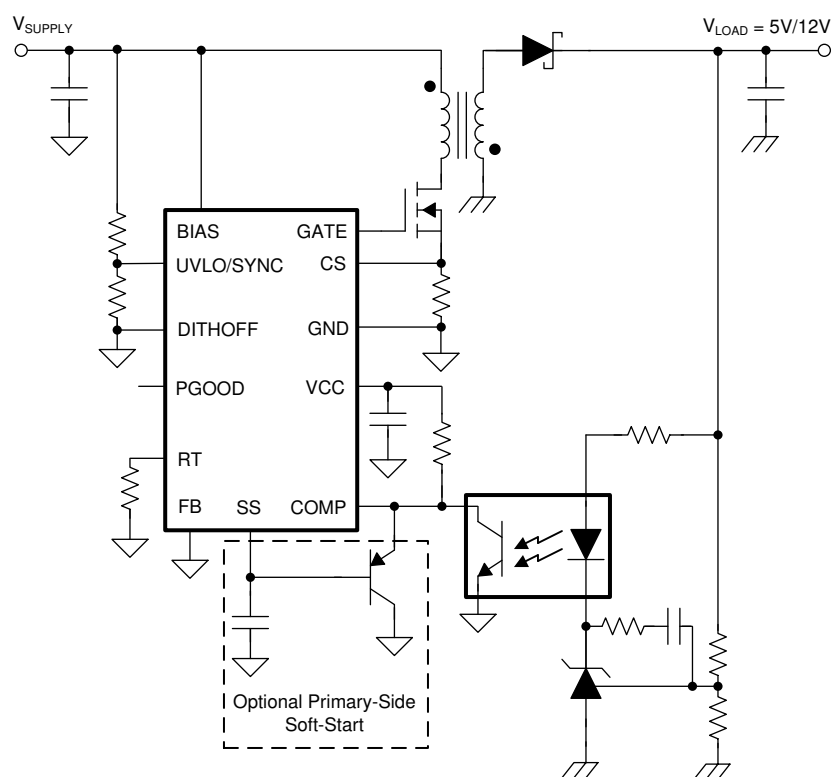 VSUPPLY
VLOAD = 5V/12V
BIAS
GATE
UVLO/SYNC
CS
DITHOFF
GND
PGOOD
VCC
RT
FB
SS
COMP
Optional Primary-Side
Soft-Start